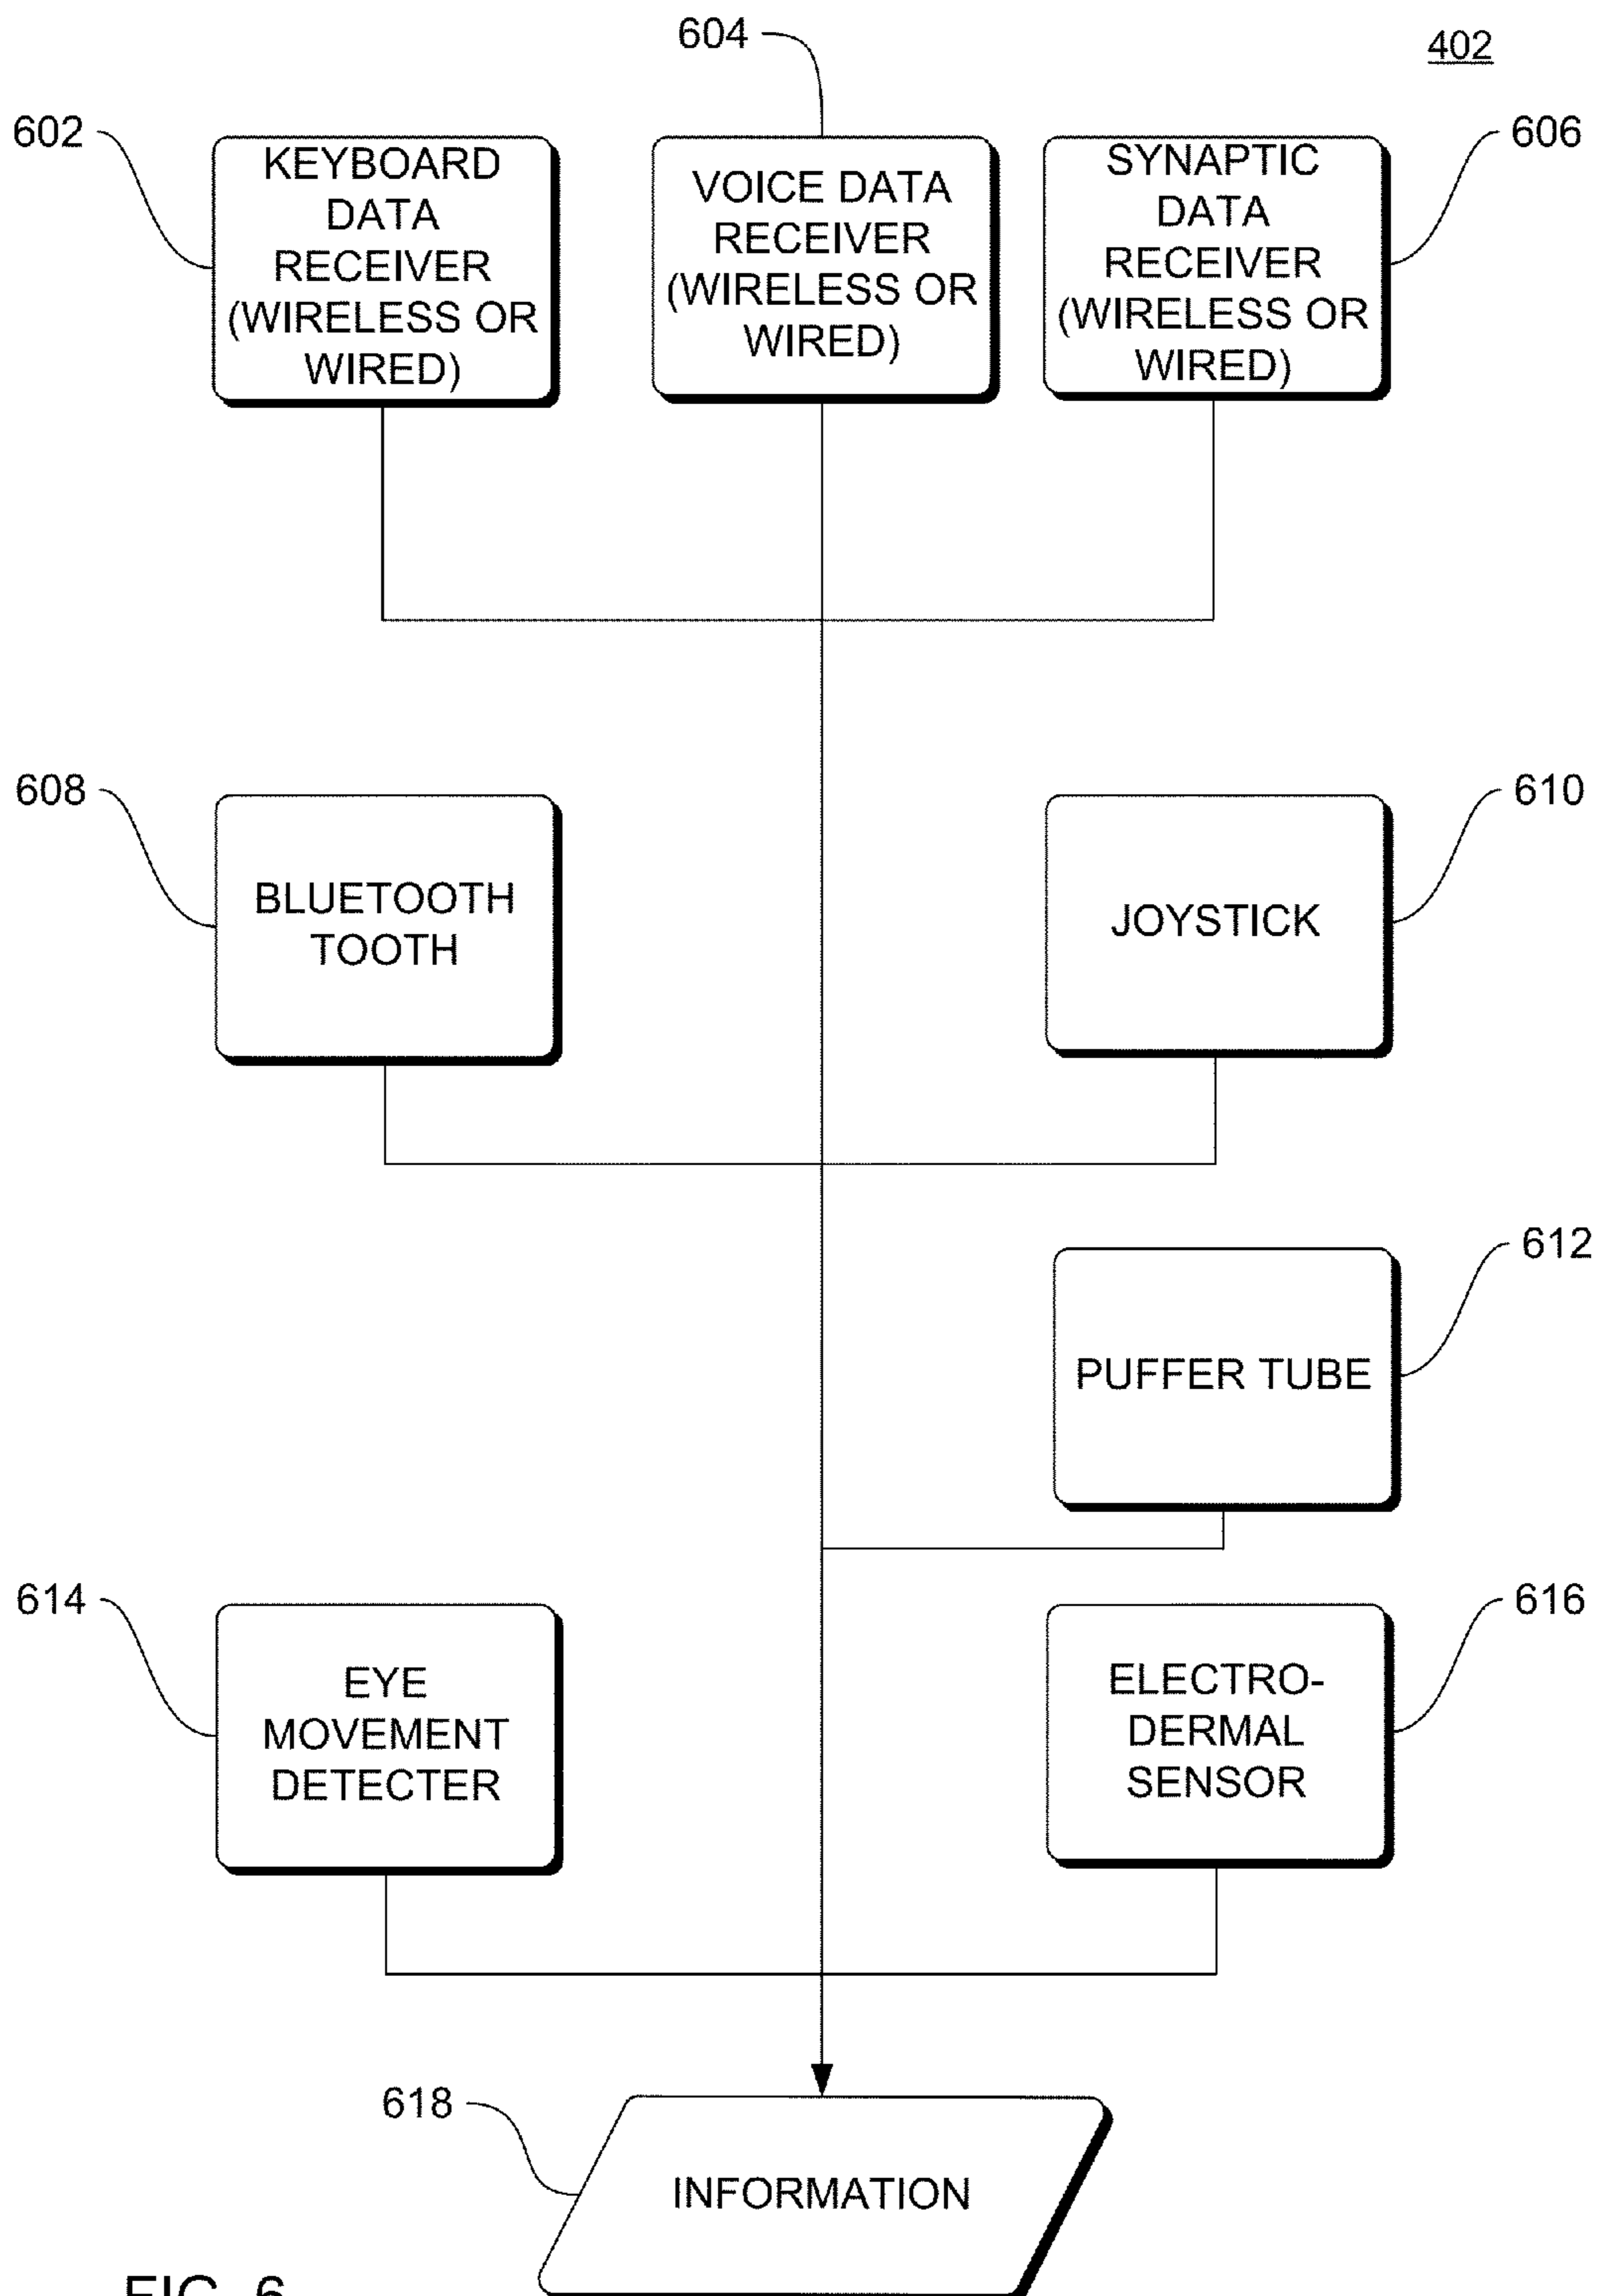 604
402
602
606
KEYBOARD
DATA
RECEIVER
(WIRELESS OR
WIRED)
VOICE DATA
RECEIVER
(WIRELESS OR
WIRED)
SYNAPTIC
DATA
RECEIVER
(WIRELESS OR
WIRED)
608
610
BLUETOOTH
TOOTH
JOYSTICK
612
PUFFER TUBE
614
616
EYE
MOVEMENT
DETECTER
ELECTRO-
DERMAL
SENSOR
618
INFORMATION
FIG. 6